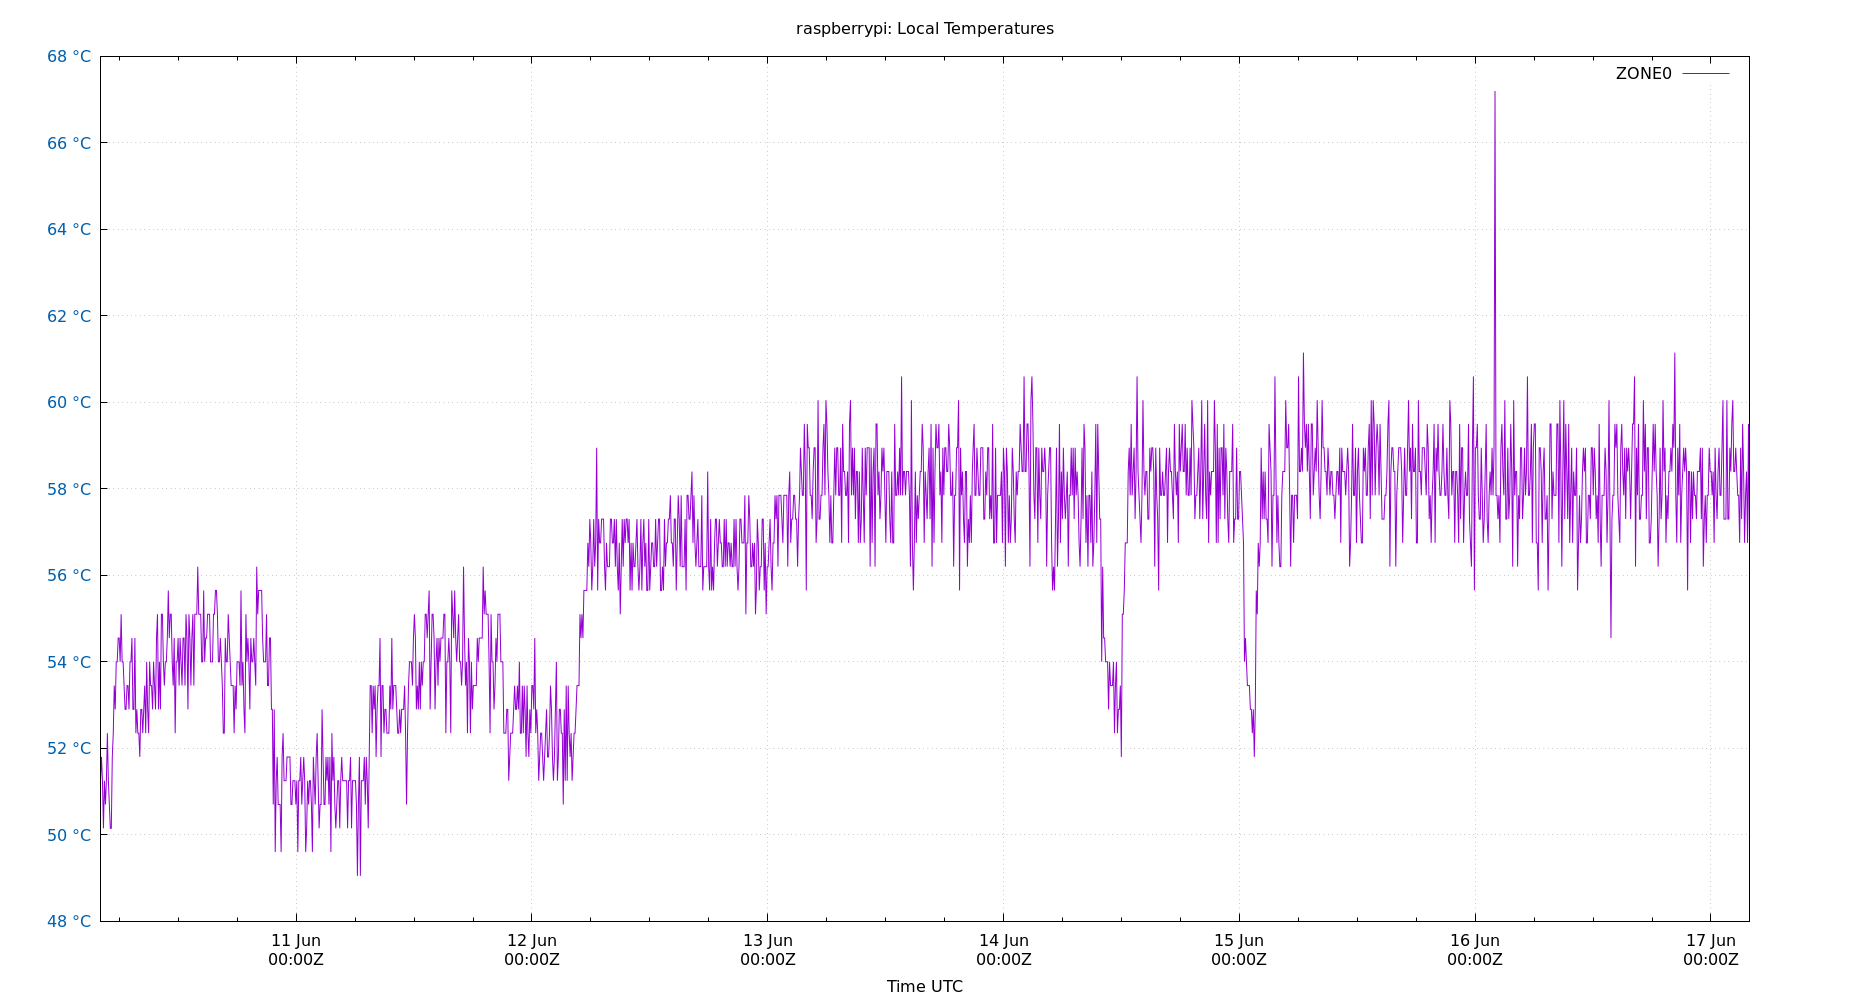 raspberrypi: Local Temperatures
68 °C
ZONE0
66 °C
64 °C
62 °C
60 °C
58 °C
56 °C
54 °C
52 °C
50 °C
48 °C
11 Jun 12 Jun 13 Jun 14 Jun 15 Jun 16 Jun 17 Jun
00:00Z 00:00Z 00:00Z 00:00Z 00:00Z 00:00Z 00:00Z
Time UTC